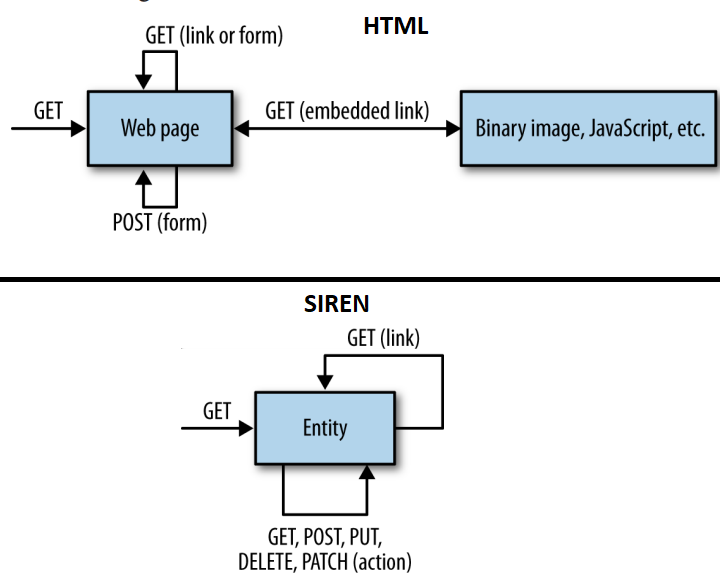 HTML
GET (link or form)
GET
Web page
GET (embedded link)
Binary image, JavaScript, etc.
POST (form)
SIREN
GET (link)
GET
Entity
GET, POST, PUT,
DELETE, PATCH (action)